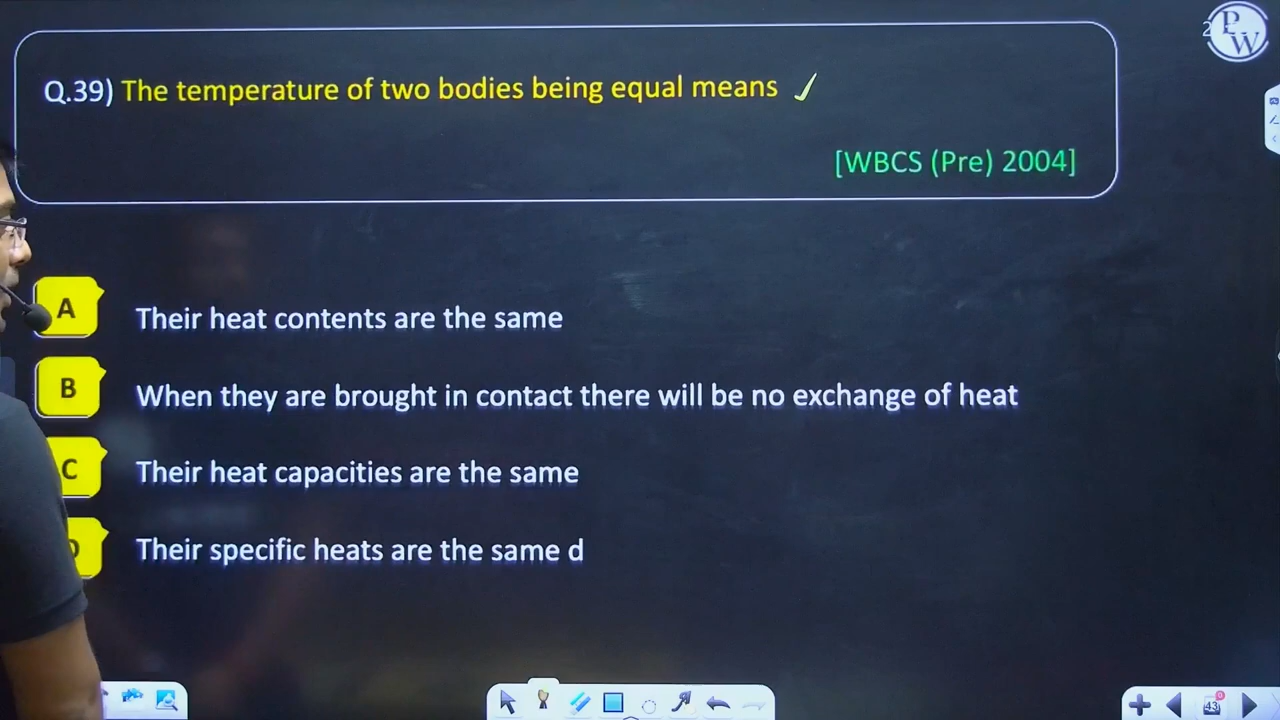 Q.39) The temperature of two bodies being equal means
[WBCS (Pre) 2004]
A
Their heat contents are the same
B
When they are brought in contact there will be no exchange of heat
C
Their heat capacities are the same
D
Their specific heats are the same d
P
W
43